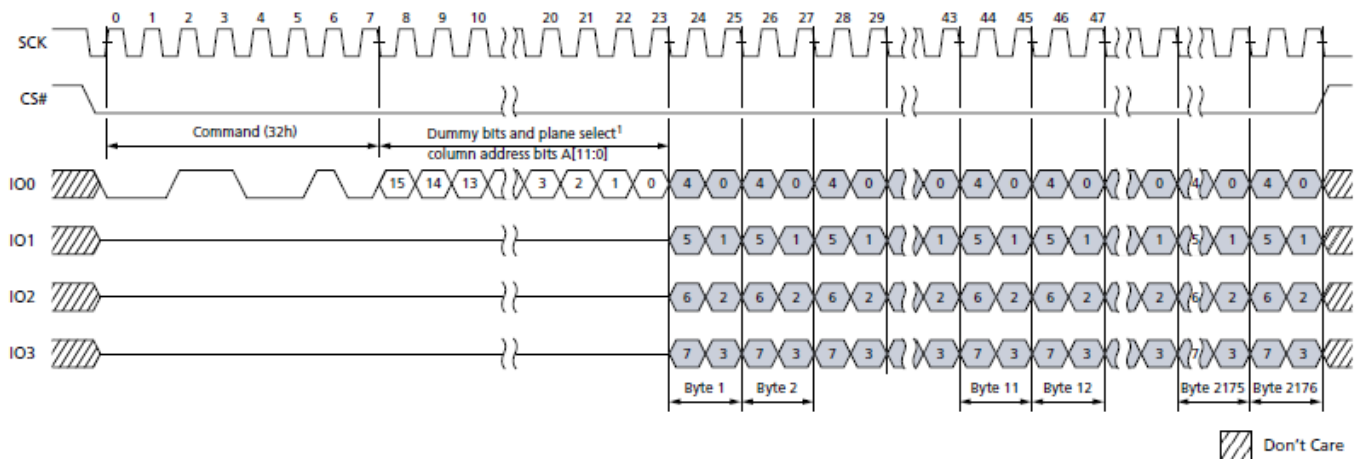 0 1 2 3 4 5 6 7 8 9 10 20 21 22 23 24 25 26 27 28 29 43 44 45 46 47
SCK
CS#
Command (32h) Dummy bits and plane select1
column address bits A[11:0]
IO0 15 14 13 3 2 1 0 4 0 4 0 4 0 0 4 0 4 0 0 4 0 4 0
IO1 5 1 5 1 5 1 1 5 1 5 1 1 5 1 5 1
IO2 6 2 6 2 6 2 2 6 2 6 2 2 6 2 6 2
IO3 7 3 7 3 7 3 3 7 3 7 3 3 7 3 7 3
Byte 1 Byte 2 Byte 11 Byte 12 Byte 2175 Byte 2176
Don't Care